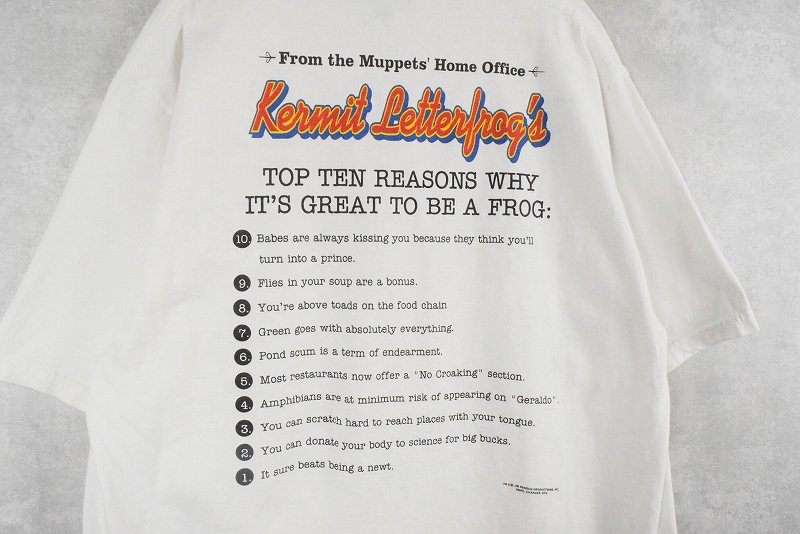 From the Muppets' Home Office
Kermit Letterfrog's
TOP TEN REASONS WHY
IT'S GREAT TO BE A FROG:
10. Babes are always kissing you because they think you'll
turn into a prince.
9. Flies in your soup are a bonus.
8. You're above toads on the food chain
7. Green goes with absolutely everything.
6. Pond scum is a term of endearment.
5. Most restaurants now offer a "No Croaking" section.
4. Amphibians are at minimum risk of appearing on "Geraldo".
3. You can scratch hard to reach places with your tongue.
2. You can donate your body to science for big bucks.
1. It sure beats being a newt.